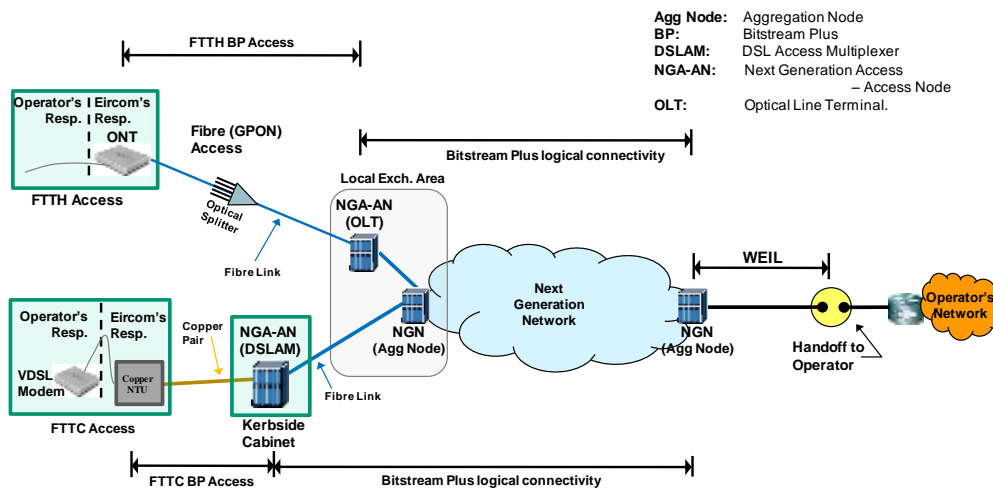 Agg Node: Aggregation Node
BP: Bitstream Plus
DSLAM: DSL Access Multiplexer
NGA-AN: Next Generation Access
– Access Node
OLT: Optical Line Terminal.
FTTH BP Access
Operator's
Resp.
Eircom's
Resp.
ONT
FTTH Access
Fibre (GPON)
Access
Optical
Splitter
Fibre Link
Bitstream Plus logical connectivity
Local Exch. Area
NGA-AN
(OLT)
NGN
(Agg Node)
Next
Generation
Network
WEIL
NGN
(Agg Node)
Handoff to
Operator
Operator's
Network
Operator's
Resp.
Eircom's
Resp.
VDSL
Modem
Copper
NTU
FTTC Access
Copper
Pair
NGA-AN
(DSLAM)
Kerbside
Cabinet
Fibre Link
FTTC BP Access
Bitstream Plus logical connectivity